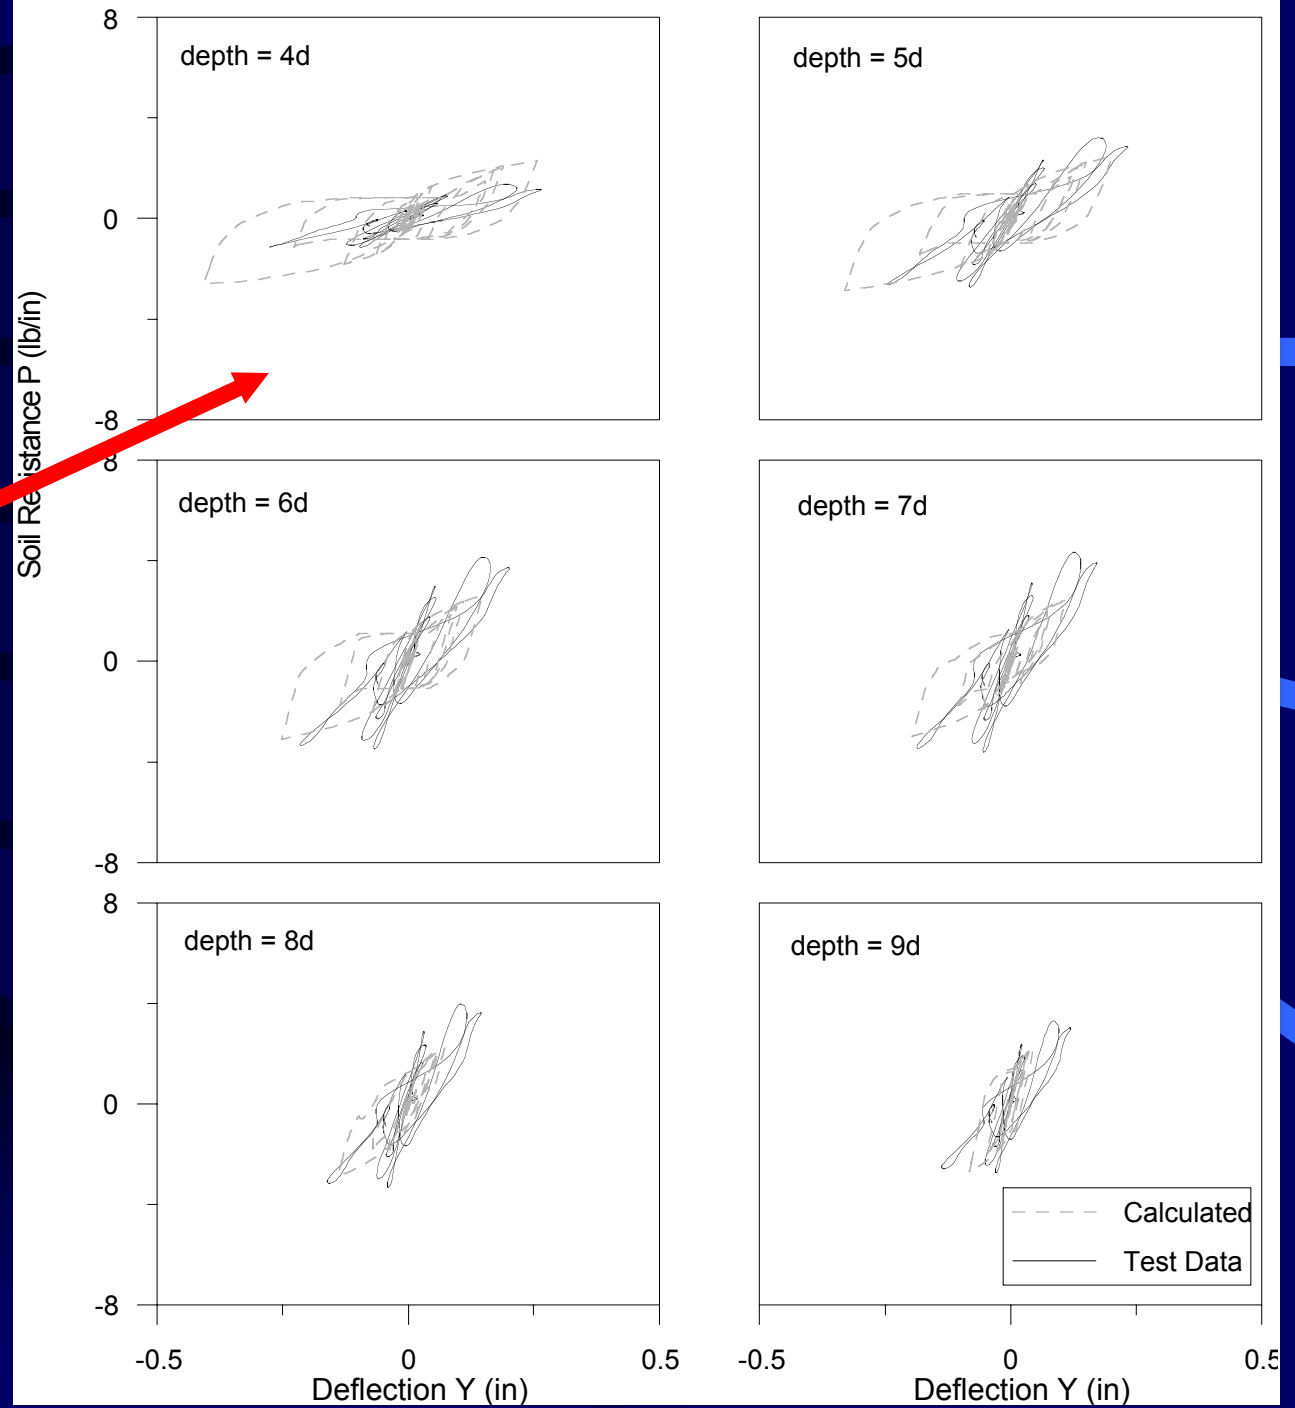 8
0
-8
depth = 4d
depth = 5d
Soil Resistance P (lb/in)
8
0
-8
depth = 6d
depth = 7d
8
0
-8
depth = 8d
depth = 9d
Calculated
Test Data
-0.5 0 0.5
-0.5 0 0.5
Deflection Y (in)
Deflection Y (in)